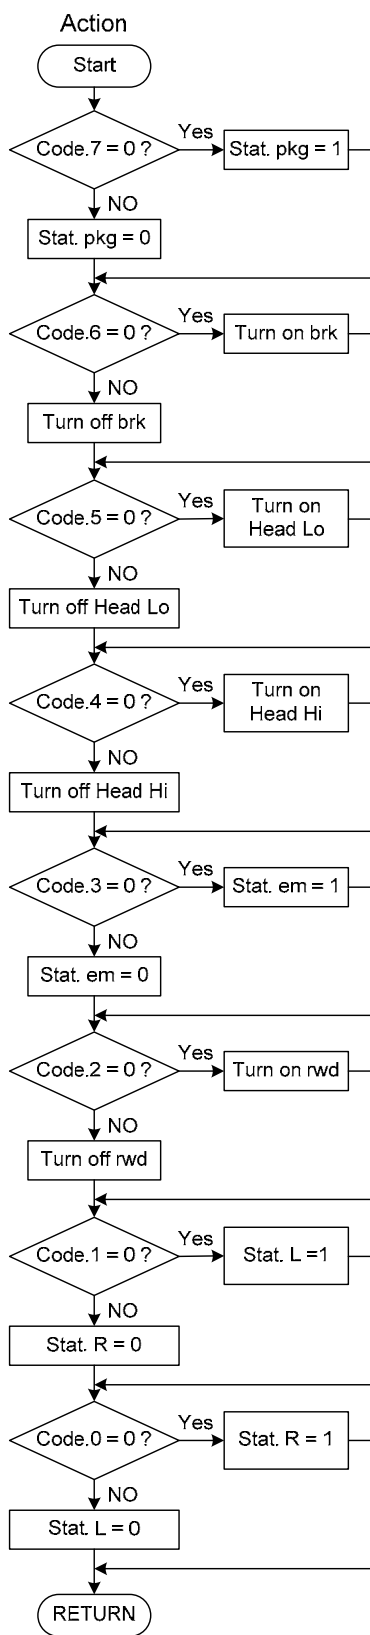 Action
Start
Code.7 = 0 ?
Yes
Stat. pkg = 1
NO
Stat. pkg = 0
Code.6 = 0 ?
Yes
Turn on brk
NO
Turn off brk
Code.5 = 0 ?
Yes
Turn on
Head Lo
NO
Turn off Head Lo
Code.4 = 0 ?
Yes
Turn on
Head Hi
NO
Turn off Head Hi
Code.3 = 0 ?
Yes
Stat. em = 1
NO
Stat. em = 0
Code.2 = 0 ?
Yes
Turn on rwd
NO
Turn off rwd
Code.1 = 0 ?
Yes
Stat. L =1
NO
Stat. R = 0
Code.0 = 0 ?
Yes
Stat. R = 1
NO
Stat. L = 0
RETURN